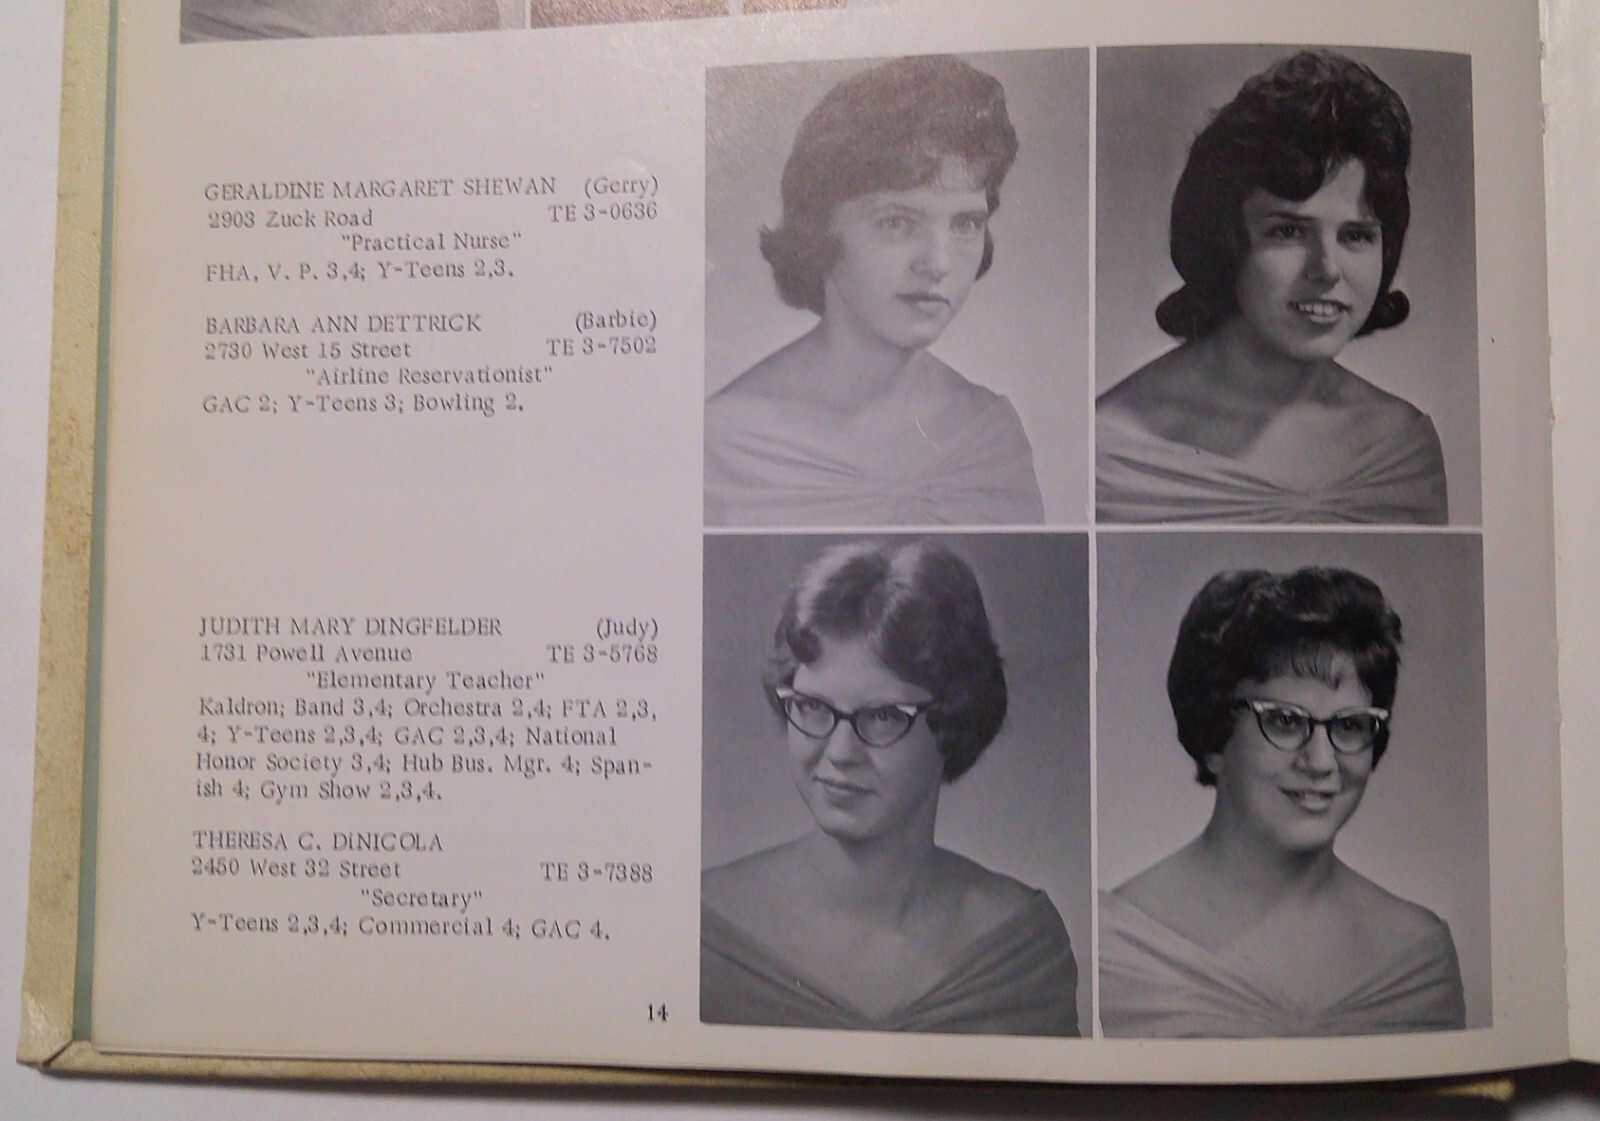 GERALDINE MARGARET SHEWAN (Gerry)
2903 Zuck Road TE 3-0636
"Practical Nurse"
FHA, V. P. 3,4; Y-Teens 2,3.
BARBARA ANN DETTRICK (Barbie)
2730 West 15 Street TE 3-7502
"Airline Reservationist"
GAC 2; Y-Teens 3; Bowling 2.
JUDITH MARY DINGFELDER (Judy)
1731 Powell Avenue TE 3-5768
"Elementary Teacher"
Kaldron; Band 3,4; Orchestra 2,4; FTA 2,3,
4; Y-Teens 2,3,4; GAC 2,3,4; National
Honor Society 3,4; Hub Bus. Mgr. 4; Span-
ish 4; Gym Show 2,3,4.
THERESA C. DiNICOLA
2450 West 32 Street TE 3-7388
"Secretary"
Y-Teens 2,3,4; Commercial 4; GAC 4.
14